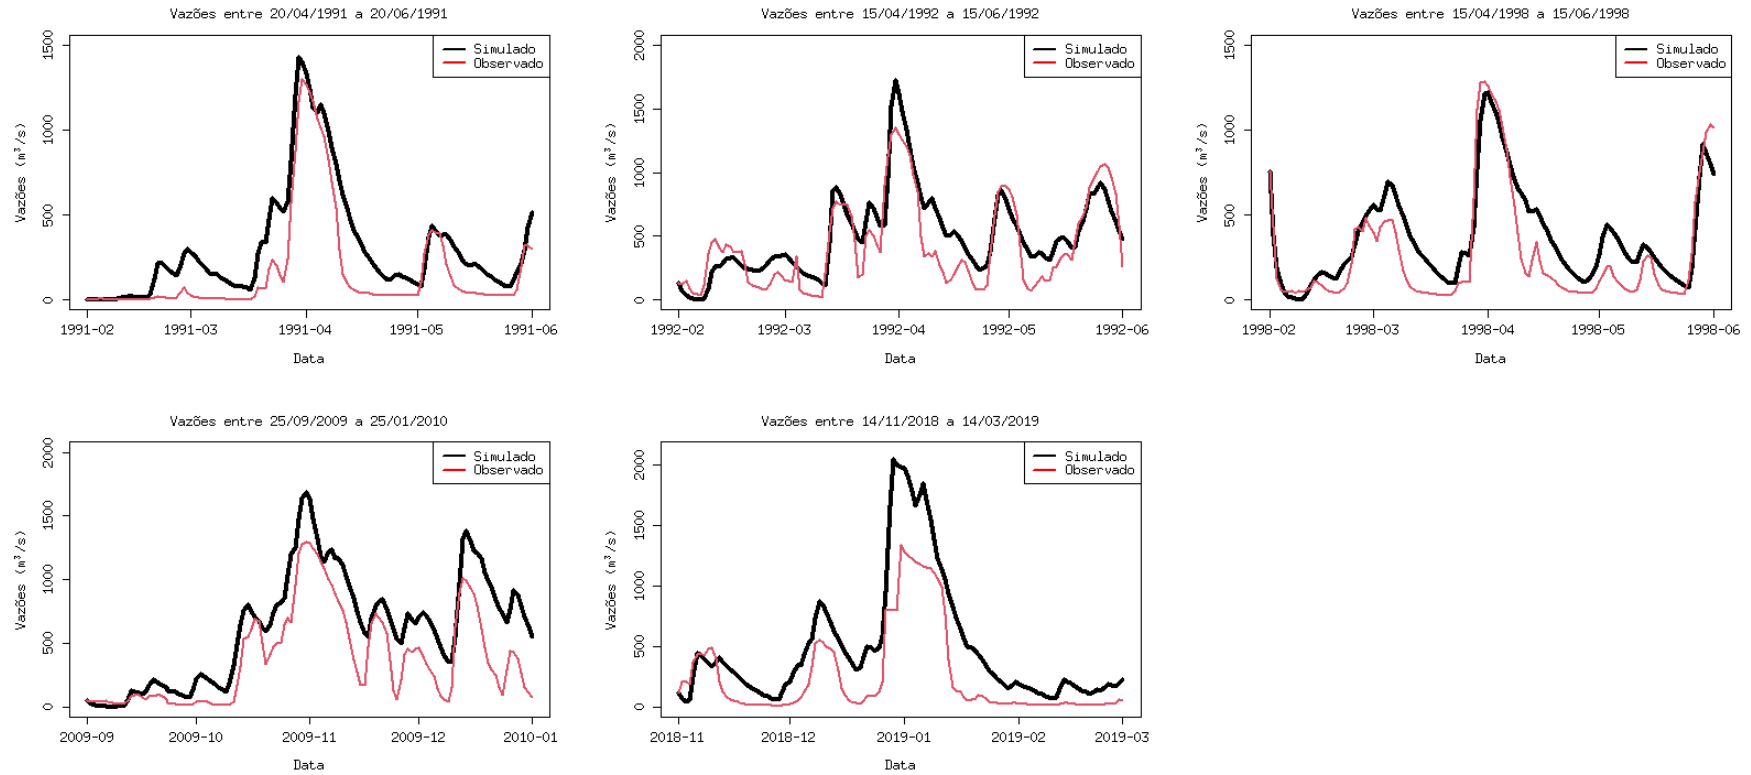 Vazões entre 20/04/1991 a 20/06/1991
Simulado
Observado
Vazões (m³/s)
0
500
1000
1500
1991-02
1991-03
1991-04
1991-05
1991-06
Data
Vazões entre 15/04/1992 a 15/06/1992
Simulado
Observado
Vazões (m³/s)
0
500
1000
1500
2000
1992-02
1992-03
1992-04
1992-05
1992-06
Data
Vazões entre 15/04/1998 a 15/06/1998
Simulado
Observado
Vazões (m³/s)
0
500
1000
1500
1998-02
1998-03
1998-04
1998-05
1998-06
Data
Vazões entre 25/09/2009 a 25/01/2010
Simulado
Observado
Vazões (m³/s)
0
500
1000
1500
2000
2009-09
2009-10
2009-11
2009-12
2010-01
Data
Vazões entre 14/11/2018 a 14/03/2019
Simulado
Observado
Vazões (m³/s)
0
500
1000
1500
2000
2018-11
2018-12
2019-01
2019-02
2019-03
Data